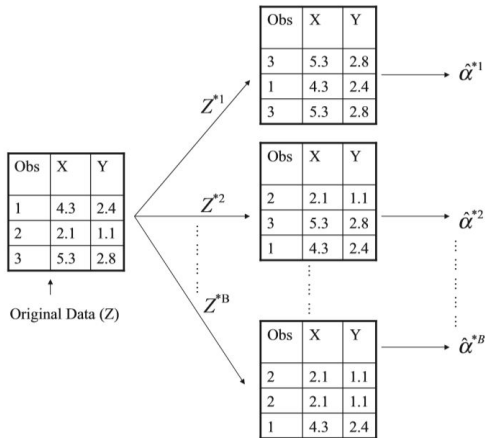 Obs X Y
3 5.3 2.8
1 4.3 2.4
3 5.3 2.8
α̂*1
Z*1
Obs X Y
1 4.3 2.4
2 2.1 1.1
3 5.3 2.8
Original Data (Z)
Z*2
Obs X Y
2 2.1 1.1
3 5.3 2.8
1 4.3 2.4
α̂*2
Z*B
Obs X Y
2 2.1 1.1
2 2.1 1.1
1 4.3 2.4
α̂*B